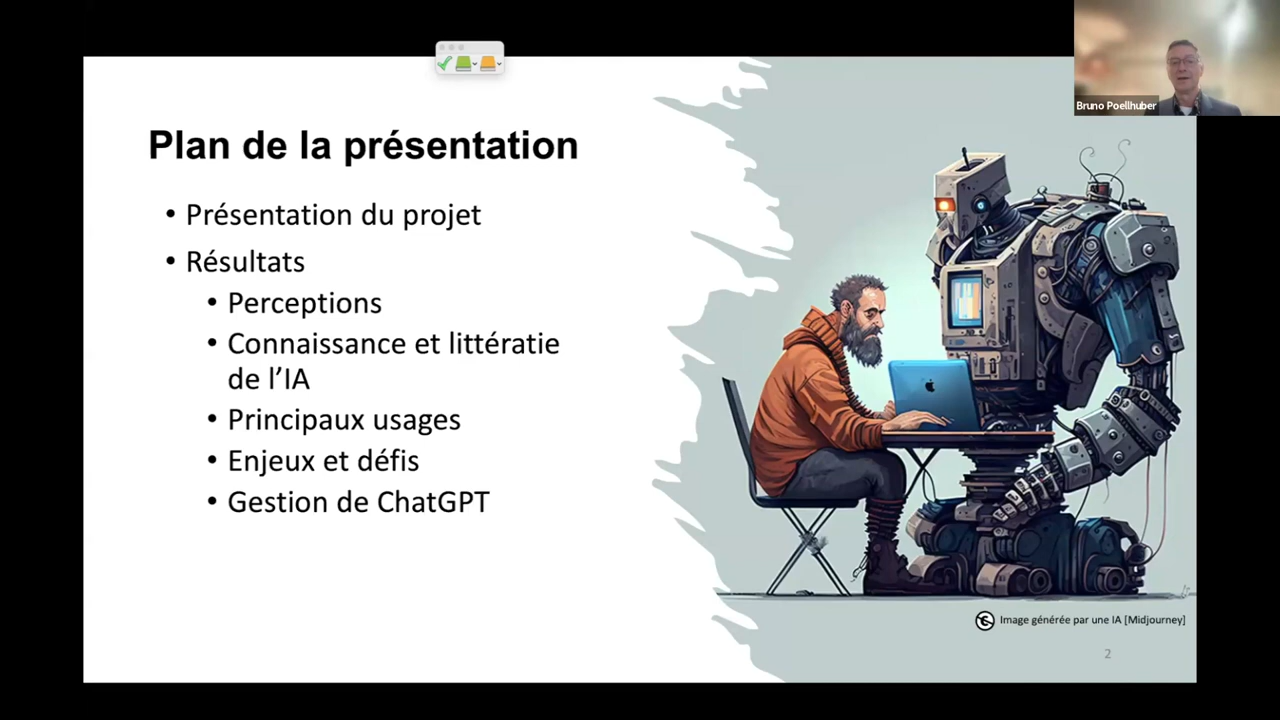 Bruno Poellhuber
Plan de la présentation
• Présentation du projet
• Résultats
• Perceptions
• Connaissance et littératie
de l’IA
• Principaux usages
• Enjeux et défis
• Gestion de ChatGPT
Image générée par une IA [Midjourney]
2